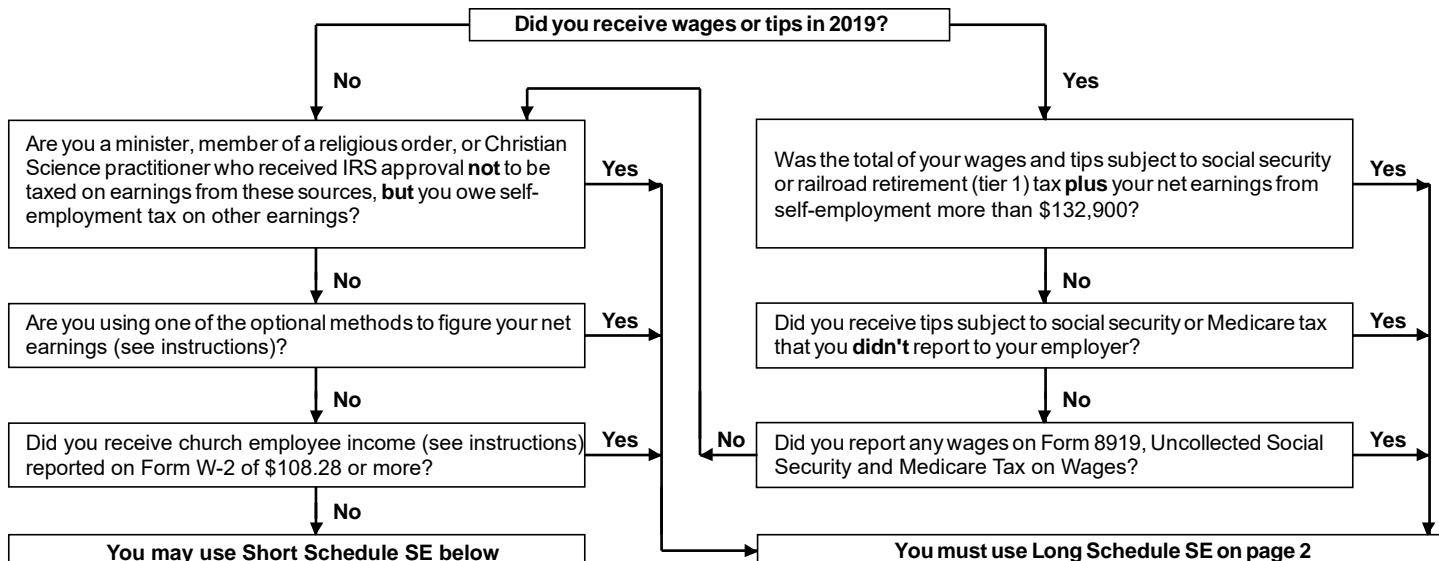 Did you receive wages or tips in 2019?
No
Yes
Are you a minister, member of a religious order, or Christian
Science practitioner who received IRS approval not to be
taxed on earnings from these sources, but you owe self-
employment tax on other earnings?
Yes
Was the total of your wages and tips subject to social security
or railroad retirement (tier 1) tax plus your net earnings from
self-employment more than $132,900?
Yes
No
No
Are you using one of the optional methods to figure your net
earnings (see instructions)?
Yes
Did you receive tips subject to social security or Medicare tax
that you didn't report to your employer?
Yes
No
No
Did you receive church employee income (see instructions)
reported on Form W-2 of $108.28 or more?
Yes
No
Did you report any wages on Form 8919, Uncollected Social
Security and Medicare Tax on Wages?
Yes
No
You may use Short Schedule SE below
You must use Long Schedule SE on page 2